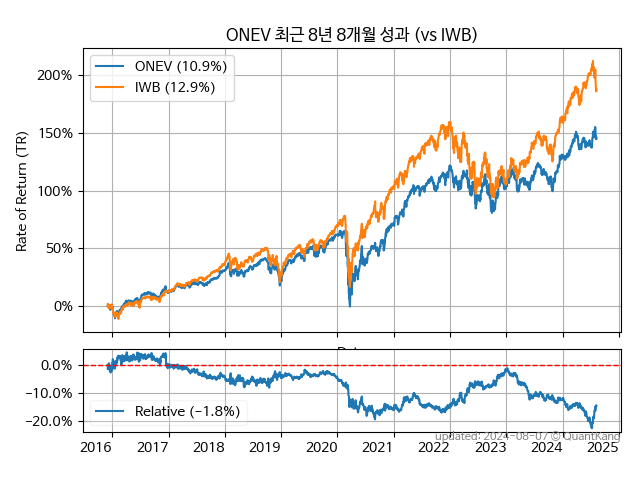 ONEV 최근 8년 8개월 성과 (vs IWB)
ONEV (10.9%)
IWB (12.9%)
Rate of Return (TR)
200%
150%
100%
50%
0%
0.0%
-10.0%
-20.0%
Relative (-1.8%)
updated: 2024-08-07 © QuantKang
2016 2017 2018 2019 2020 2021 2022 2023 2024 2025